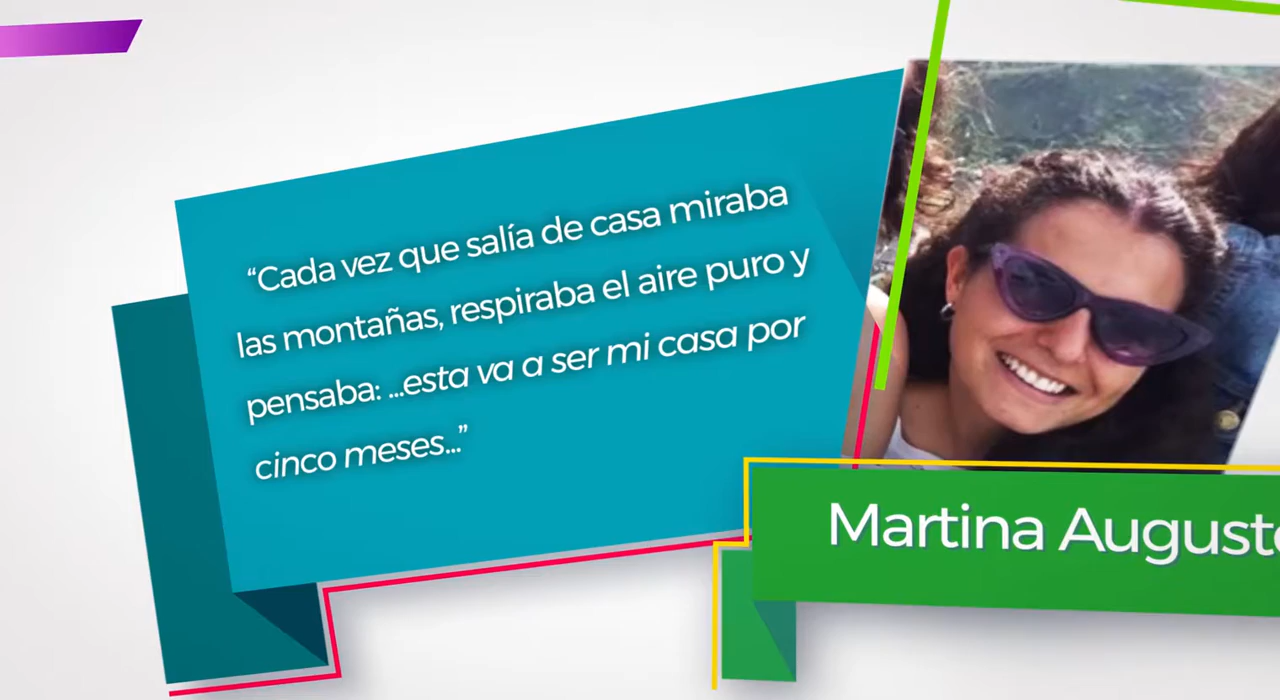 “Cada vez que salía de casa miraba
las montañas, respiraba el aire puro y
pensaba: ...esta va a ser mi casa por
cinco meses...”
Martina Augusto